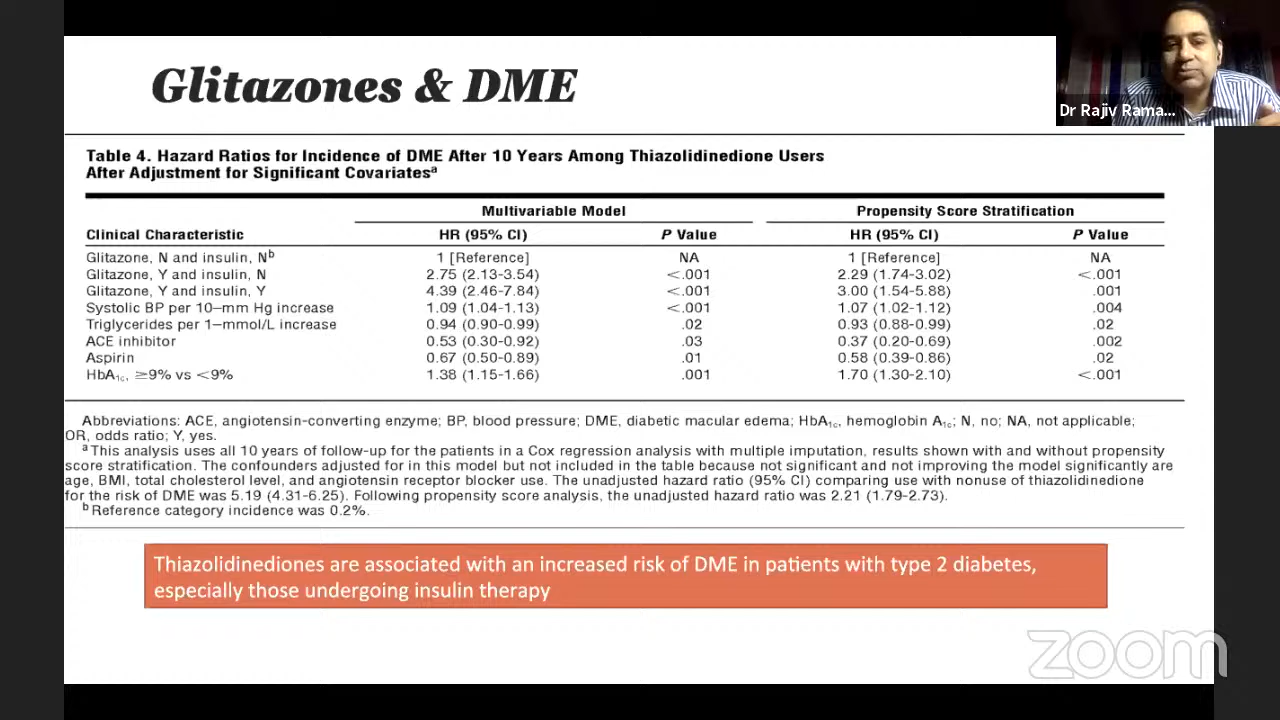 Glitazones & DME
Dr Rajiv Rama...
Table 4. Hazard Ratios for Incidence of DME After 10 Years Among Thiazolidinedione Users
After Adjustment for Significant Covariatesᵃ
Multivariable Model Propensity Score Stratification
Clinical Characteristic HR (95% CI) P Value HR (95% CI) P Value
Glitazone, N and insulin, Nᵇ 1 [Reference] NA 1 [Reference] NA
Glitazone, Y and insulin, N 2.75 (2.13-3.54) <.001 2.29 (1.74-3.02) <.001
Glitazone, Y and insulin, Y 4.39 (2.46-7.84) <.001 3.00 (1.54-5.88) .001
Systolic BP per 10–mm Hg increase 1.09 (1.04-1.13) <.001 1.07 (1.02-1.12) .004
Triglycerides per 1–mmol/L increase 0.94 (0.90-0.99) .02 0.93 (0.88-0.99) .02
ACE inhibitor 0.53 (0.30-0.92) .03 0.37 (0.20-0.69) .002
Aspirin 0.67 (0.50-0.89) .01 0.58 (0.39-0.86) .02
HbA₁c, ≥9% vs <9% 1.38 (1.15-1.66) .001 1.70 (1.30-2.10) <.001
Abbreviations: ACE, angiotensin-converting enzyme; BP, blood pressure; DME, diabetic macular edema; HbA₁c, hemoglobin A₁c; N, no; NA, not applicable;
OR, odds ratio; Y, yes.
ᵃThis analysis uses all 10 years of follow-up for the patients in a Cox regression analysis with multiple imputation, results shown with and without propensity
score stratification. The confounders adjusted for in this model but not included in the table because not significant and not improving the model significantly are
age, BMI, total cholesterol level, and angiotensin receptor blocker use. The unadjusted hazard ratio (95% CI) comparing use with nonuse of thiazolidinedione
for the risk of DME was 5.19 (4.31-6.25). Following propensity score analysis, the unadjusted hazard ratio was 2.21 (1.79-2.73).
ᵇReference category incidence was 0.2%.
Thiazolidinediones are associated with an increased risk of DME in patients with type 2 diabetes,
especially those undergoing insulin therapy
zoom